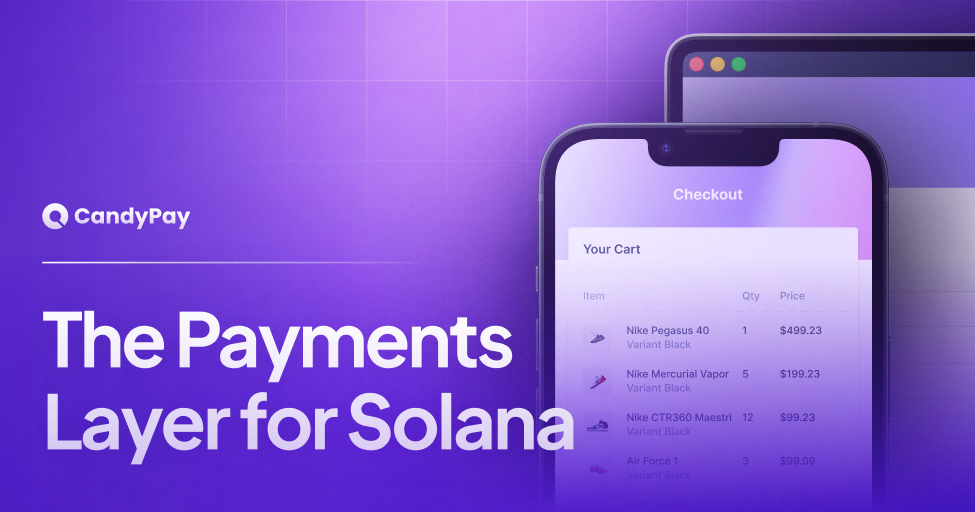 CandyPay
The Payments
Layer for Solana
Checkout
Your Cart
Item Qty Price
Nike Pegasus 40 1 $499.23
Variant Black
Nike Mercurial Vapor 5 $199.23
Variant Black
Nike CTR360 Maestri 12 $99.23
Variant Black
Air Force 1 3 $99.09
Variant Black